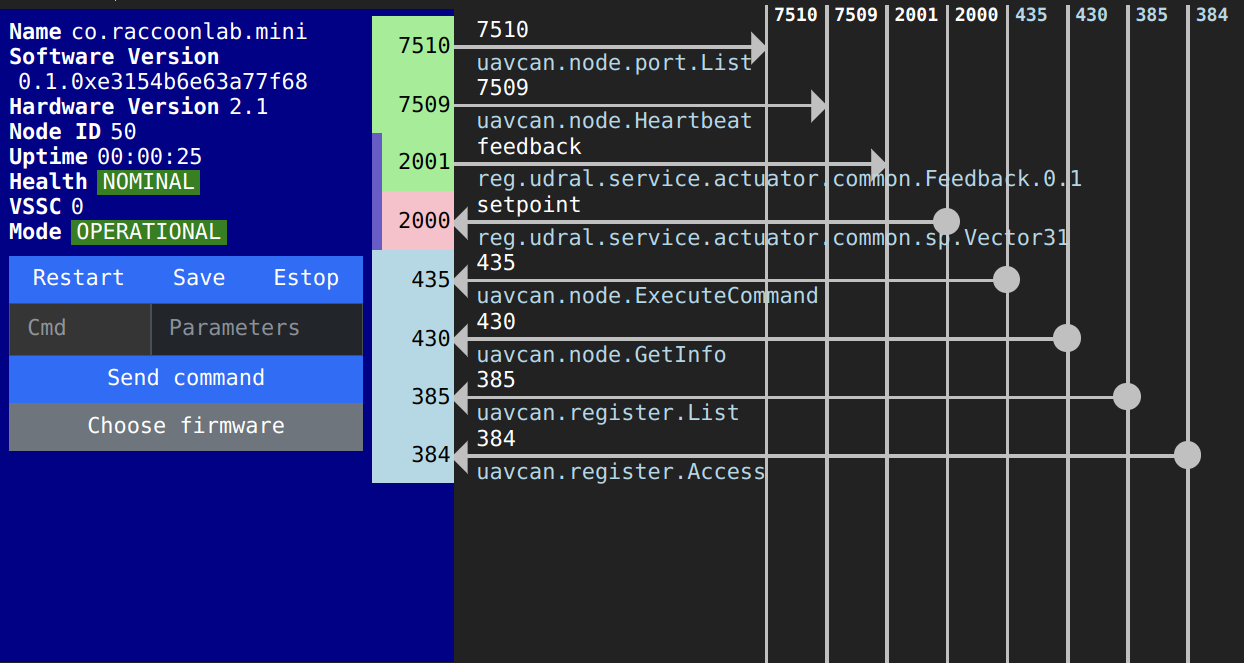 Name co.raccoonlab.mini
Software Version
0.1.0xe3154b6e63a77f68
Hardware Version 2.1
Node ID 50
Uptime 00:00:25
Health NOMINAL
VSSC 0
Mode OPERATIONAL
Restart Save Estop
Cmd Parameters
Send command
Choose firmware
7510 7509 2001 2000 435 430 385 384
7510 7510
uavcan.node.port.List
7509 7509
uavcan.node.Heartbeat
2001 feedback
reg.udral.service.actuator.common.Feedback.0.1
2000 setpoint
reg.udral.service.actuator.common.sp.Vector31
435 435
uavcan.node.ExecuteCommand
430 430
uavcan.node.GetInfo
385 385
uavcan.register.List
384 384
uavcan.register.Access